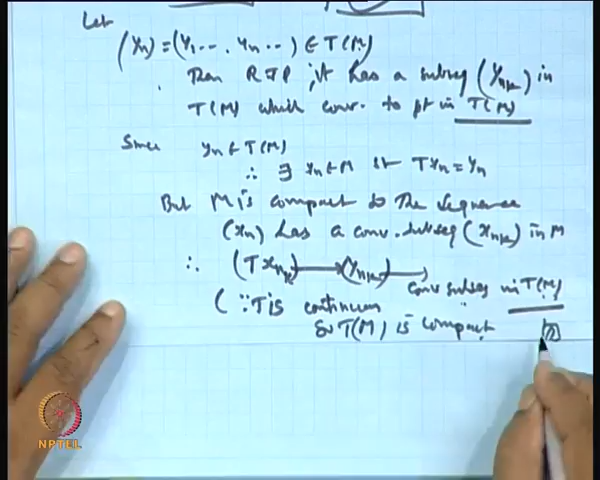 Let
(yn) = (y1 .... yn ..) ∈ T(M)
Then R T P ; it has a subseq (ynk) in
T(M) which conv. to pt in T(M)
Since yn ∈ T(M)
∴ ∃ xn ∈ M st Txn = yn
But M is compact so the sequence
(xn) has a conv. subseq (xnk) in M
∴ (Txnk) → (ynk) → conv subseq in T(M)
( ∵ T is continuous
So T(M) is compact
NPTEL